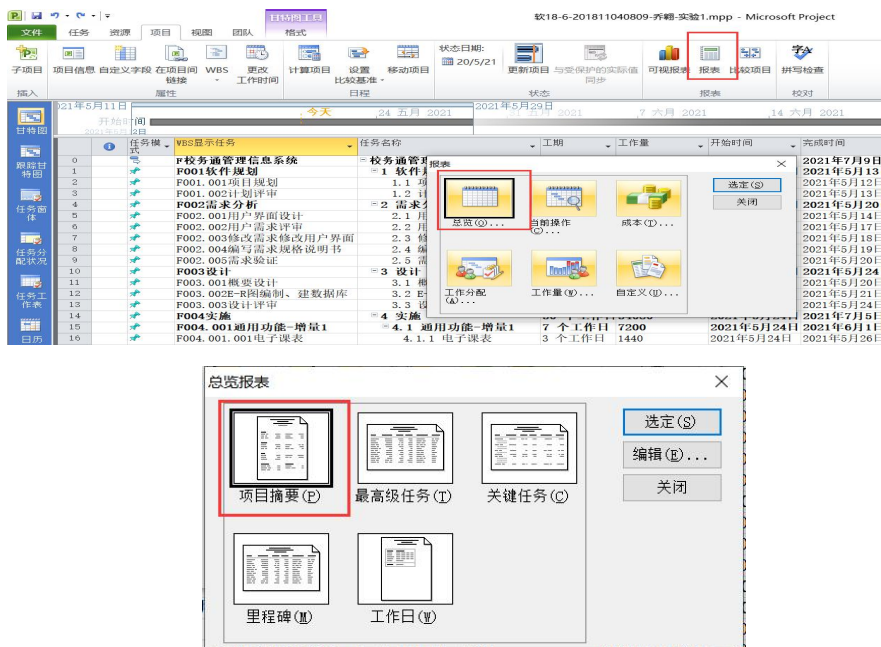 甘特图工具
软18-6-201811040809-乔翱-实验1.mpp - Microsoft Project
文件 任务 资源 项目 视图 团队 格式
子项目 项目信息 自定义字段 在项目间链接 WBS 更改工作时间 计算项目 设置比较基准 移动项目 状态日期: 20/5/21 更新项目 与受保护的实际值同步 可视报表 报表 比较项目 拼写检查
插入 属性 日程 状态 报表 校对
021年5月11日 今天 ,24 五月 2021 2021年5月29日 ,7 六月 2021 ,14 六月 2021
开始时间
甘特图
跟踪甘特图
任务窗体
任务分配状况
任务工作表
日历
任务模式 WBS显示任务 任务名称 工期 工作量 开始时间 完成时间
0 F校务通管理信息系统 校务通管理 2021年7月9日
1 F001软件规划 1 软件规 2021年5月13
2 F001.001项目规划 1.1 项 2021年5月12日
3 F001.002计划评审 1.2 计 2021年5月13日
4 F002需求分析 2 需求分 2021年5月20
5 F002.001用户界面设计 2.1 用 2021年5月14日
6 F002.002用户需求评审 2.2 用 2021年5月17日
7 F002.003修改需求修改用户界面 2.3 修 2021年5月18日
8 F002.004编写需求规格说明书 2.4 编 2021年5月19日
9 F002.005需求验证 2.5 需 2021年5月20日
10 F003设计 3 设计 2021年5月24
11 F003.001概要设计 3.1 概 2021年5月20日
12 F003.002E-R图编制、建数据库 3.2 E- 2021年5月21日
13 F003.003设计评审 3.3 设 2021年5月24日
14 F004实施 4 实施 2021年7月5日
15 F004.001通用功能-增量1 4.1 通用功能-增量1 7 个工作日 7200 2021年5月24日 2021年6月1日
16 F004.001.001电子课表 4.1.1 电子课表 3 个工作日 1440 2021年5月24日 2021年5月26日
报表
总览(O)... 当前操作(C)... 成本(T)... 选定(S)
关闭
工作分配(A)... 工作量(W)... 自定义(U)...
总览报表
选定(S)
编辑(E)...
关闭
项目摘要(P) 最高级任务(T) 关键任务(C)
里程碑(M) 工作日(W)